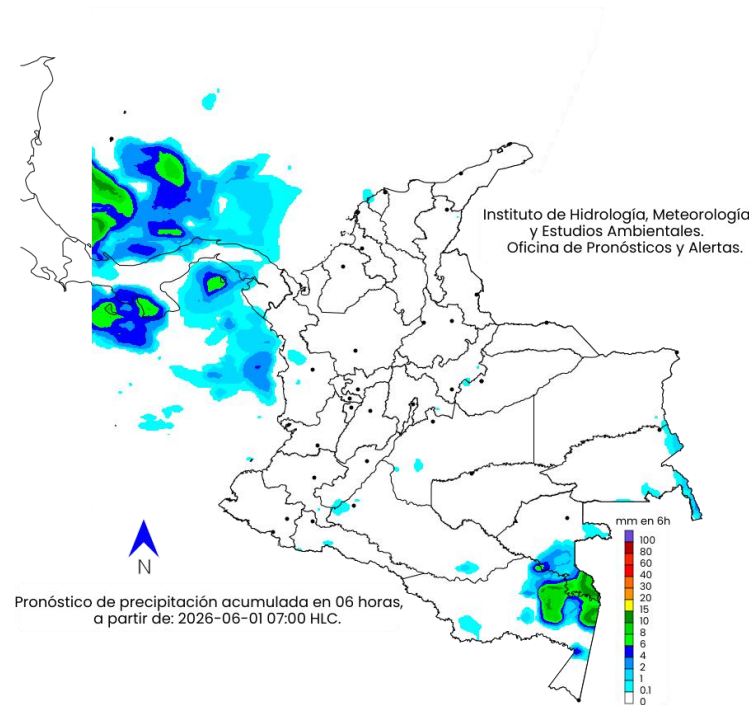 Instituto de Hidrología, Meteorología
y Estudios Ambientales.
Oficina de Pronósticos y Alertas.
N
Pronóstico de precipitación acumulada en 06 horas,
a partir de: 2026-06-01 07:00 HLC.
mm en 6h
100
80
60
40
30
20
15
10
8
6
4
2
1
0.1
0